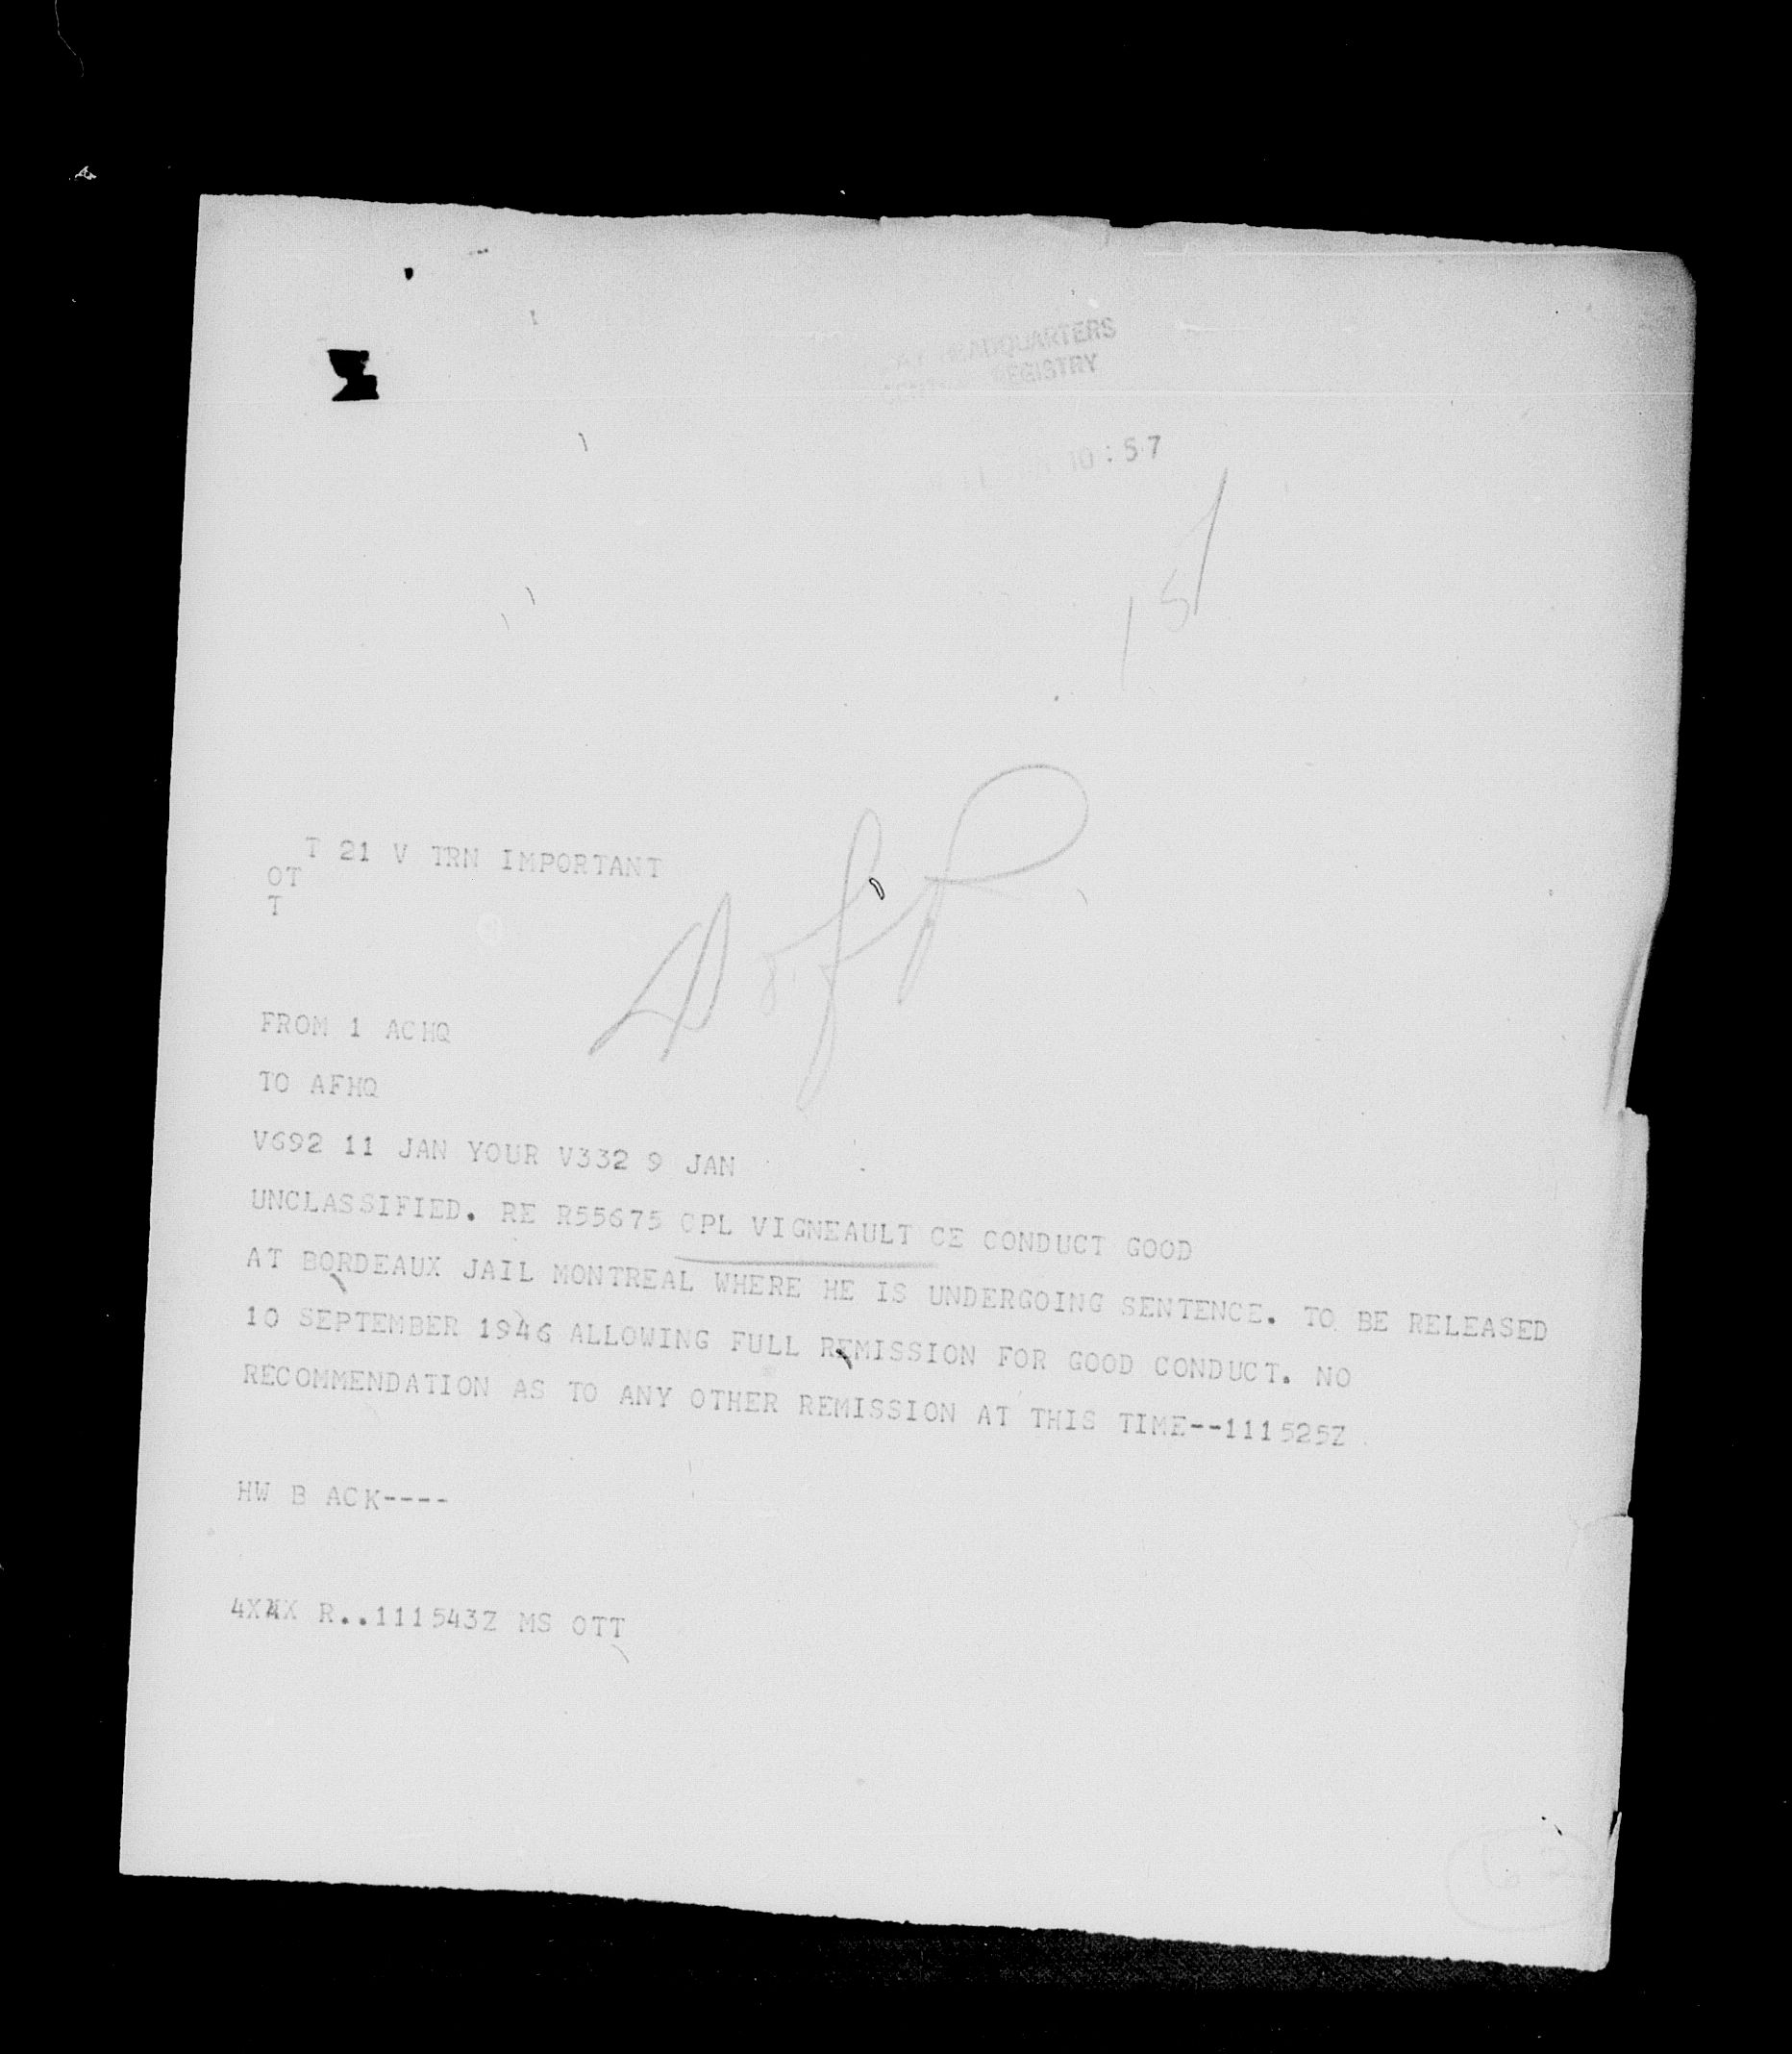 HEADQUARTERS
REGISTRY
10:57
T 21 V TRN IMPORTANT
OT
T
FROM 1 ACHQ
TO AFHQ
V692 11 JAN YOUR V332 9 JAN
UNCLASSIFIED. RE R55675 CPL VIGNEAULT CE CONDUCT GOOD
AT BORDEAUX JAIL MONTREAL WHERE HE IS UNDERGOING SENTENCE. TO BE RELEASED
10 SEPTEMBER 1946 ALLOWING FULL REMISSION FOR GOOD CONDUCT. NO
RECOMMENDATION AS TO ANY OTHER REMISSION AT THIS TIME--111525Z
HW B ACK----
4XXX R..111543Z MS OTT
62